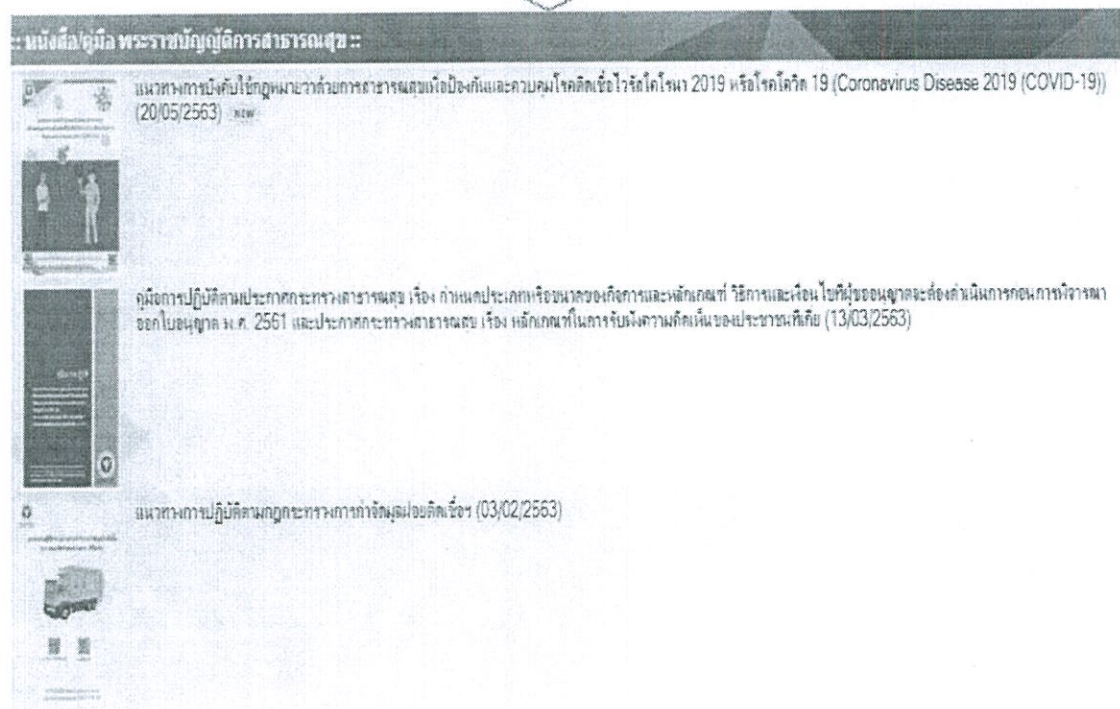 :: หนังสือ/คู่มือ พระราชบัญญัติการสาธารณสุข ::
แนวทางการบังคับใช้กฎหมายว่าด้วยการสาธารณสุขเพื่อป้องกันและควบคุมโรคติดเชื้อไวรัสโคโรนา 2019 หรือโรคโควิด 19 (Coronavirus Disease 2019 (COVID-19))
(20/05/2563) NEW
คู่มือการปฏิบัติตามประกาศกระทรวงสาธารณสุข เรื่อง กำหนดประเภทหรือขนาดของกิจการและหลักเกณฑ์ วิธีการและเงื่อนไขที่ผู้ขออนุญาตจะต้องดำเนินการก่อนการพิจารณา
ออกใบอนุญาต พ.ศ. 2561 และประกาศกระทรวงสาธารณสุข เรื่อง หลักเกณฑ์ในการรับฟังความคิดเห็นของประชาชนที่เกี่ย (13/03/2563)
แนวทางการปฏิบัติตามกฎกระทรวงการกำจัดมูลฝอยติดเชื้อฯ (03/02/2563)